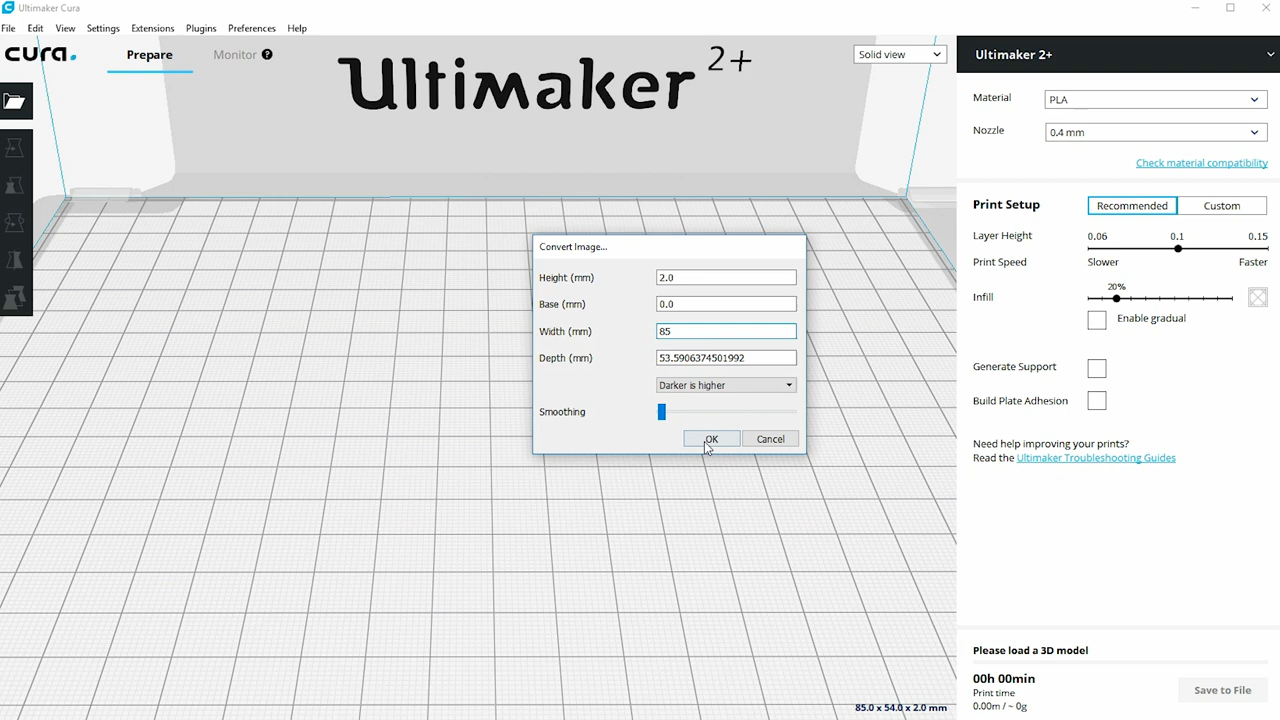 Ultimaker Cura
File Edit View Settings Extensions Plugins Preferences Help
cura. Prepare Monitor ? Solid view Ultimaker 2+
Ultimaker 2+
Material PLA
Nozzle 0.4 mm
Check material compatibility
Print Setup Recommended Custom
Layer Height 0.06 0.1 0.15
Print Speed Slower Faster
Infill 20%
Enable gradual
Generate Support
Build Plate Adhesion
Need help improving your prints?
Read the Ultimaker Troubleshooting Guides
Convert Image...
Height (mm) 2.0
Base (mm) 0.0
Width (mm) 85
Depth (mm) 53.5906374501992
Darker is higher
Smoothing
OK Cancel
Please load a 3D model
00h 00min
Print time
0.00m / ~ 0g
Save to File
85.0 x 54.0 x 2.0 mm